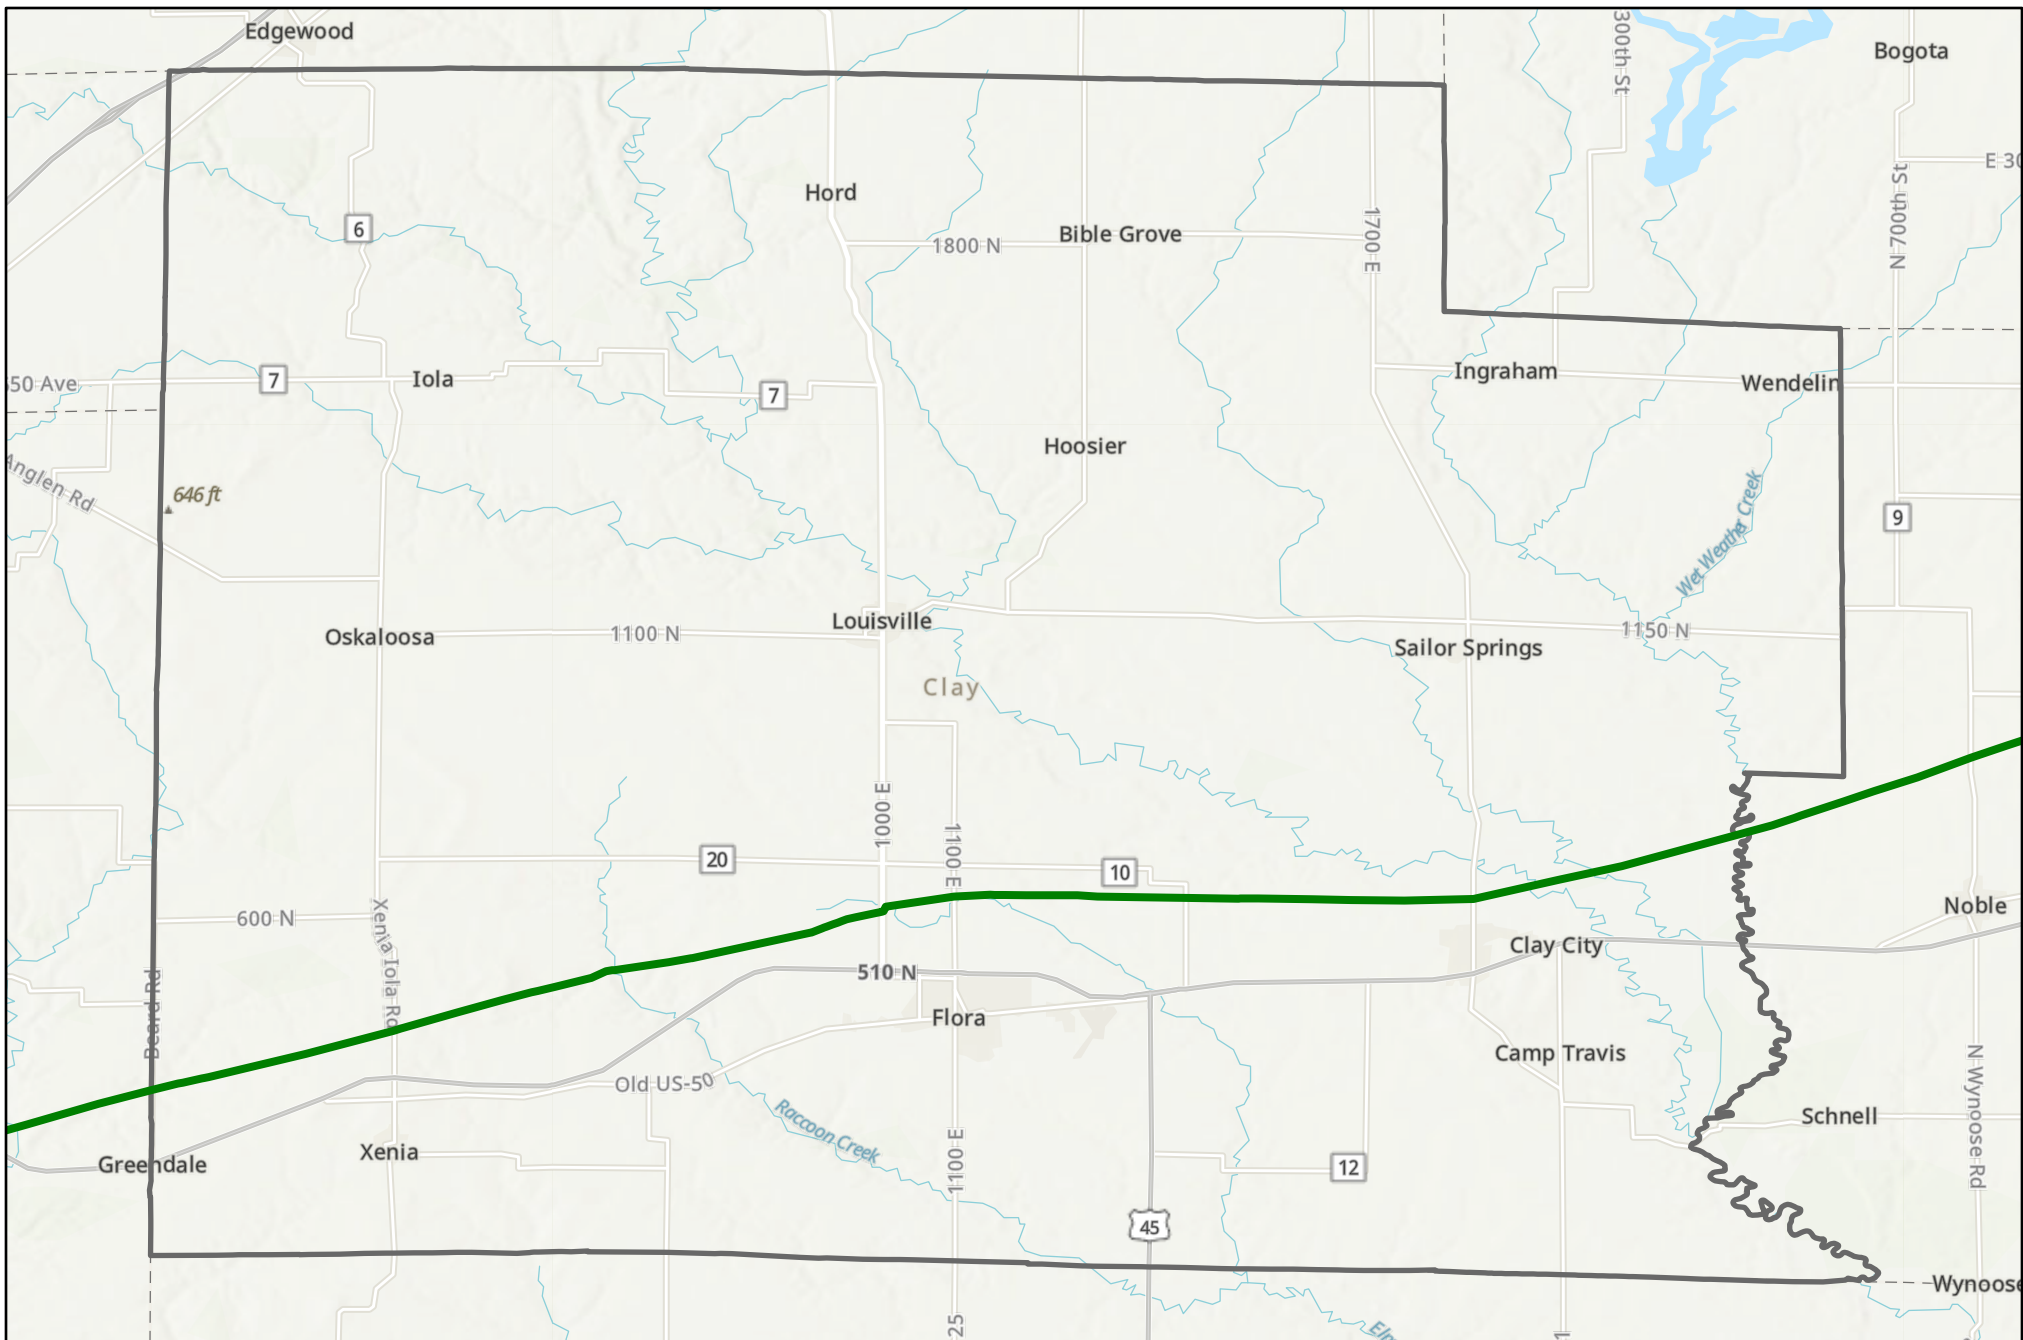 Edgewood
300th St
Bogota
E 30
Hord
6
1700 E
N 700th St
1800 N
Bible Grove
650 Ave
7
Iola
7
Ingraham
Wendelin
Hoosier
Anglen Rd
646 ft
Wet Weather Creek
9
Louisville
Oskaloosa
1100 N
1150 N
Sailor Springs
Clay
1000 E
1100 E
20
10
Xenia Iola Rd
600 N
Noble
Clay City
510 N
Beard Rd
Flora
Camp Travis
Old US-50
N Wynoose Rd
Raccoon Creek
Schnell
1100 E
Xenia
Greendale
12
45
Wynoose
25
1